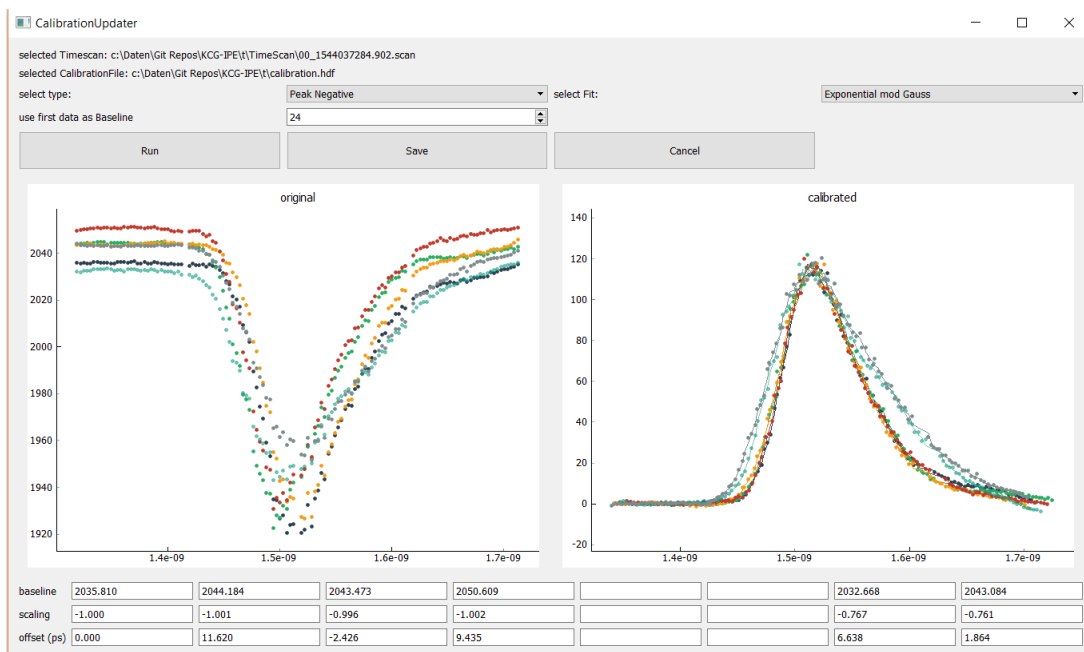 CalibrationUpdater
selected Timescan: c:\Daten\Git Repos\KCG-IPE\t\TimeScan\00_1544037284.902.scan
selected CalibrationFile: c:\Daten\Git Repos\KCG-IPE\t\calibration.hdf
select type: Peak Negative select Fit: Exponential mod Gauss
use first data as Baseline 24
Run Save Cancel
original calibrated
140
2040
120
2020
100
2000
80
1980
60
1960
40
20
1940
0
1920
-20
1.4e-09 1.5e-09 1.6e-09 1.7e-09 1.4e-09 1.5e-09 1.6e-09 1.7e-09
baseline 2035.810 2044.184 2043.473 2050.609 2032.668 2043.084
scaling -1.000 -1.001 -0.996 -1.002 -0.767 -0.761
offset (ps) 0.000 11.620 -2.426 9.435 6.638 1.864